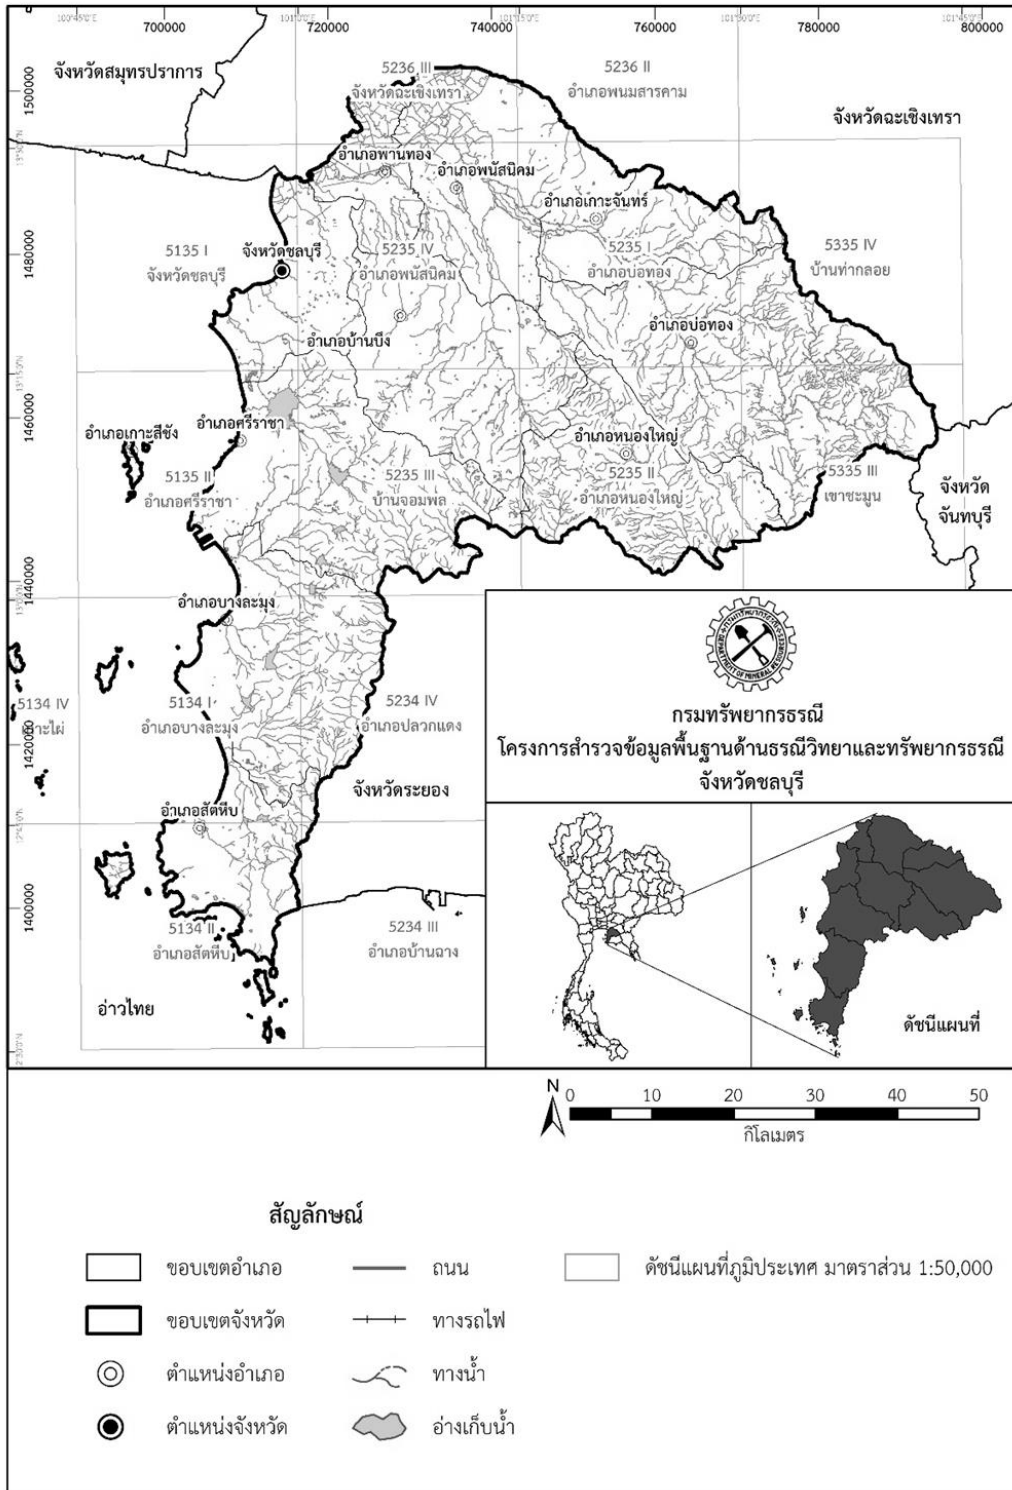 100°45'0"E
101°0'0"E
101°15'0"E
101°30'0"E
101°45'0"E
700000
720000
740000
760000
780000
800000
จังหวัดสมุทรปราการ
5236 III
จังหวัดฉะเชิงเทรา
5236 II
อำเภอพนมสารคาม
จังหวัดฉะเชิงเทรา
1500000
อำเภอพานทอง
อำเภอพนัสนิคม
อำเภอเกาะจันทร์
5135 I
จังหวัดชลบุรี
จังหวัดชลบุรี
5235 IV
อำเภอพนัสนิคม
5235 I
อำเภอบ่อทอง
5335 IV
บ้านท่ากลอย
1480000
อำเภอบ้านบึง
อำเภอบ่อทอง
13°15'0"N
1460000
อำเภอเกาะสีชัง
อำเภอศรีราชา
อำเภอหนองใหญ่
5135 II
อำเภอศรีราชา
5235 III
บ้านจอมพล
5235 II
อำเภอหนองใหญ่
5335 III
เขาชะมูน
จังหวัด
จันทบุรี
1440000
อำเภอบางละมุง
5134 IV
าะไผ่
5134 I
อำเภอบางละมุง
5234 IV
อำเภอปลวกแดง
1420000
จังหวัดระยอง
อำเภอสัตหีบ
1400000
5134 II
อำเภอสัตหีบ
5234 III
อำเภอบ้านฉาง
อ่าวไทย
DEPARTMENT OF MINERAL RESOURCES
กรมทรัพยากรธรณี
โครงการสำรวจข้อมูลพื้นฐานด้านธรณีวิทยาและทรัพยากรธรณี
จังหวัดชลบุรี
ดัชนีแผนที่
N
0 10 20 30 40 50
กิโลเมตร
สัญลักษณ์
ขอบเขตอำเภอ
ถนน
ดัชนีแผนที่ภูมิประเทศ มาตราส่วน 1:50,000
ขอบเขตจังหวัด
ทางรถไฟ
ตำแหน่งอำเภอ
ทางน้ำ
ตำแหน่งจังหวัด
อ่างเก็บน้ำ